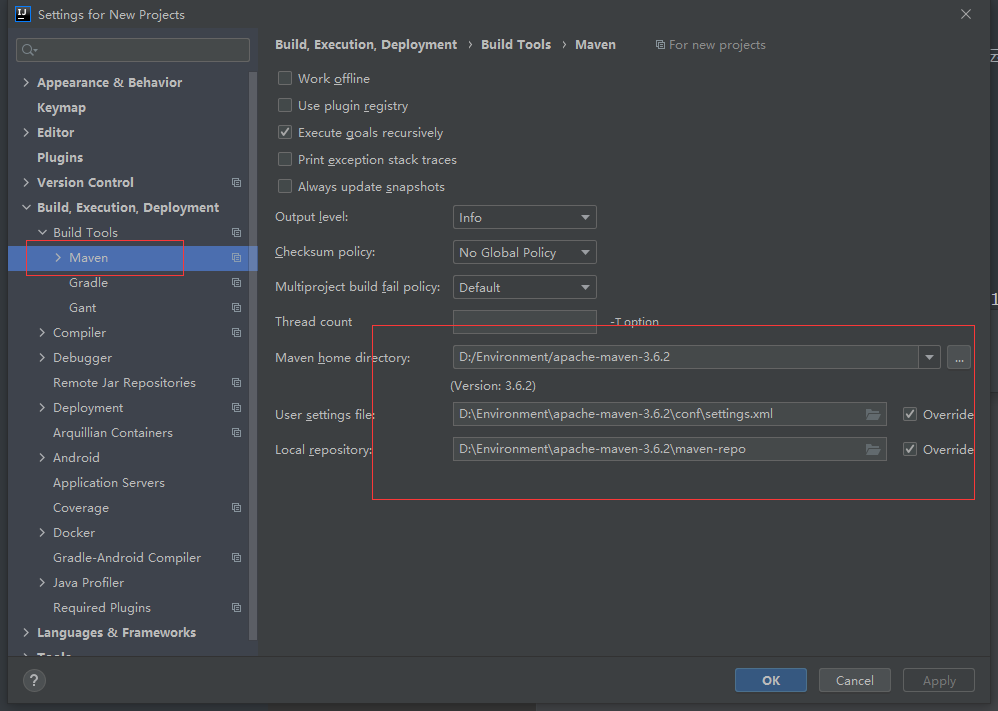 Settings for New Projects
Appearance & Behavior
Keymap
Editor
Plugins
Version Control
Build, Execution, Deployment
Build Tools
Maven
Gradle
Gant
Compiler
Debugger
Remote Jar Repositories
Deployment
Arquillian Containers
Android
Application Servers
Coverage
Docker
Gradle-Android Compiler
Java Profiler
Required Plugins
Languages & Frameworks
Tools
Build, Execution, Deployment › Build Tools › Maven For new projects
Work offline
Use plugin registry
Execute goals recursively
Print exception stack traces
Always update snapshots
Output level: Info
Checksum policy: No Global Policy
Multiproject build fail policy: Default
Thread count -T option
Maven home directory: D:/Environment/apache-maven-3.6.2 ...
(Version: 3.6.2)
User settings file: D:\Environment\apache-maven-3.6.2\conf\settings.xml Override
Local repository: D:\Environment\apache-maven-3.6.2\maven-repo Override
? OK Cancel Apply